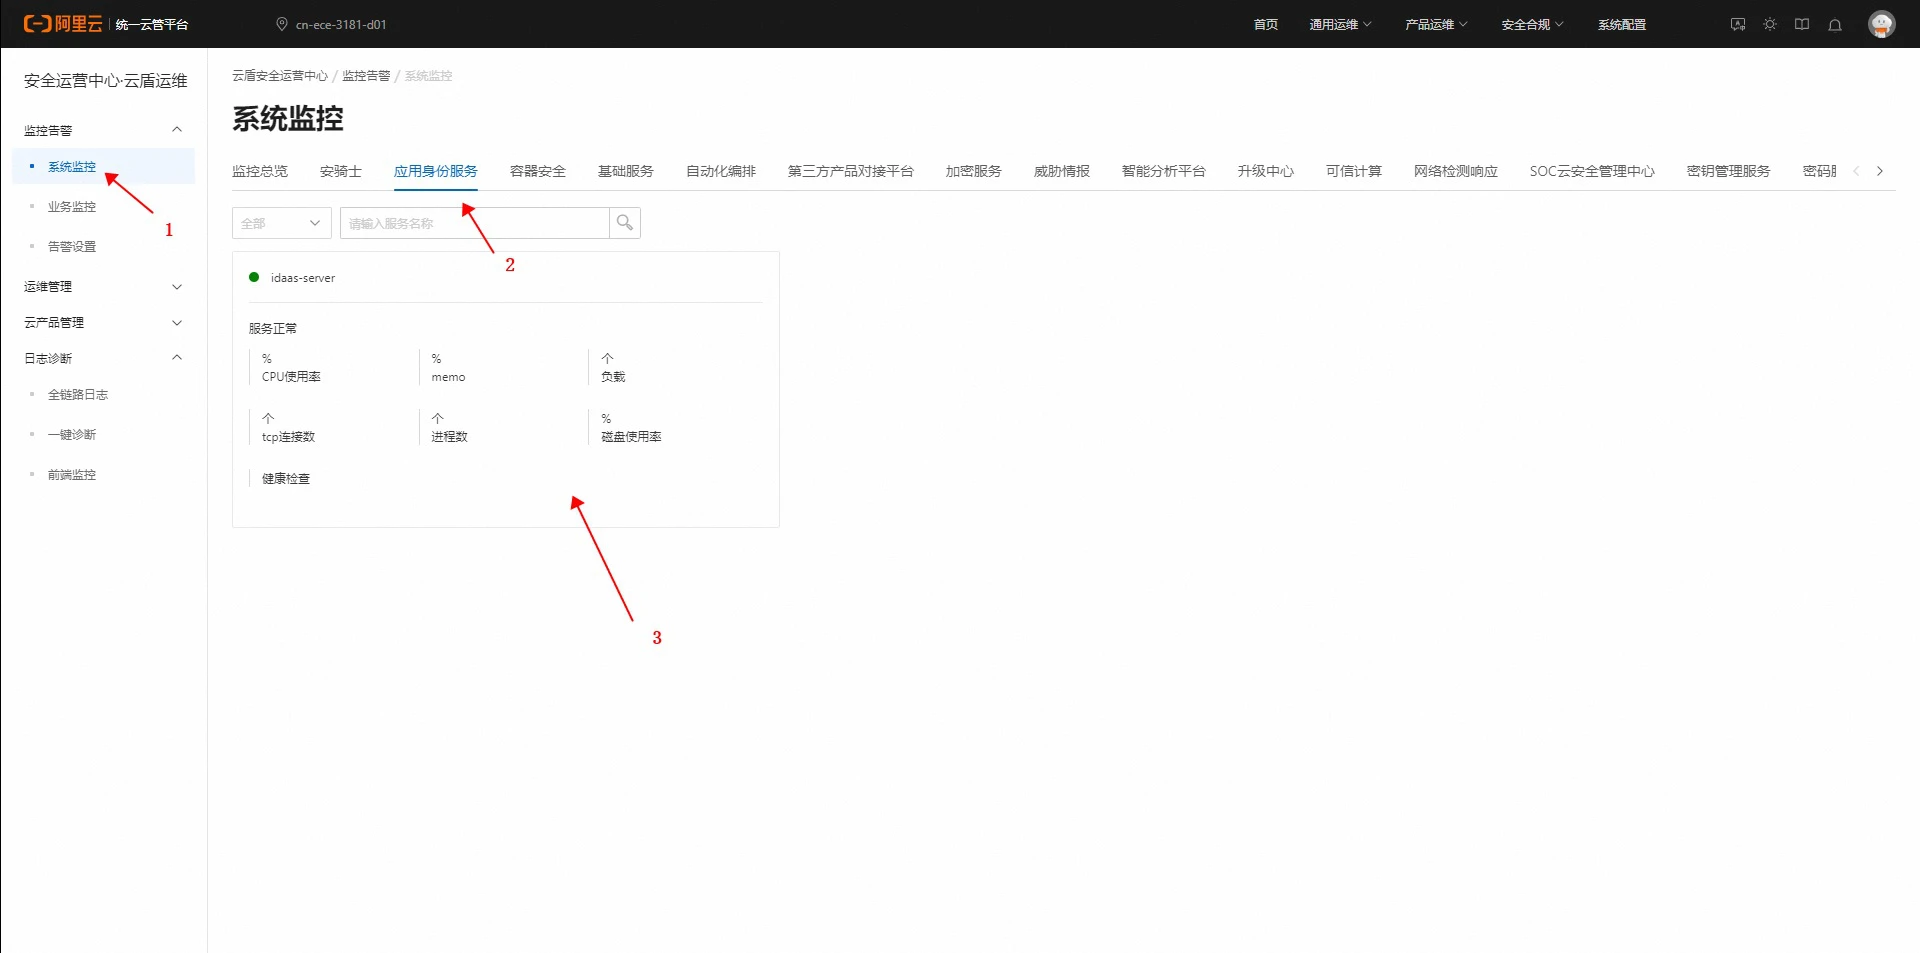 阿里云 统一云管平台 cn-ece-3181-d01 首页 通用运维 产品运维 安全合规 系统配置
安全运营中心·云盾运维
监控告警
系统监控
1
业务监控
告警设置
运维管理
云产品管理
日志诊断
全链路日志
一键诊断
前端监控
云盾安全运营中心 / 监控告警 / 系统监控
系统监控
监控总览 安骑士 应用身份服务 容器安全 基础服务 自动化编排 第三方产品对接平台 加密服务 威胁情报 智能分析平台 升级中心 可信计算 网络检测响应 SOC云安全管理中心 密钥管理服务 密码
全部 请输入服务名称
2
idaas-server
服务正常
% % 个
CPU使用率 memo 负载
个 个 %
tcp连接数 进程数 磁盘使用率
健康检查
3